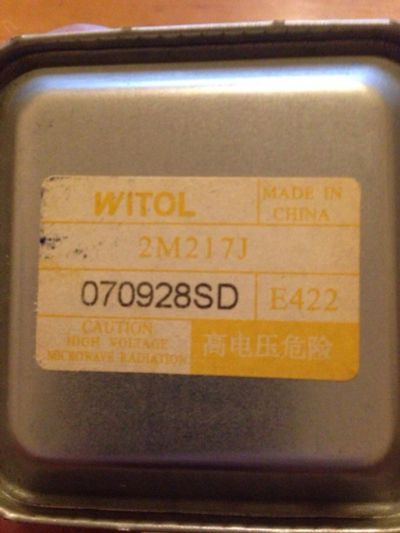 WITOL
MADE IN
CHINA
2M217J
070928SD
E422
CAUTION:
HIGH VOLTAGE
MICROWAVE RADIATION
高电压危险